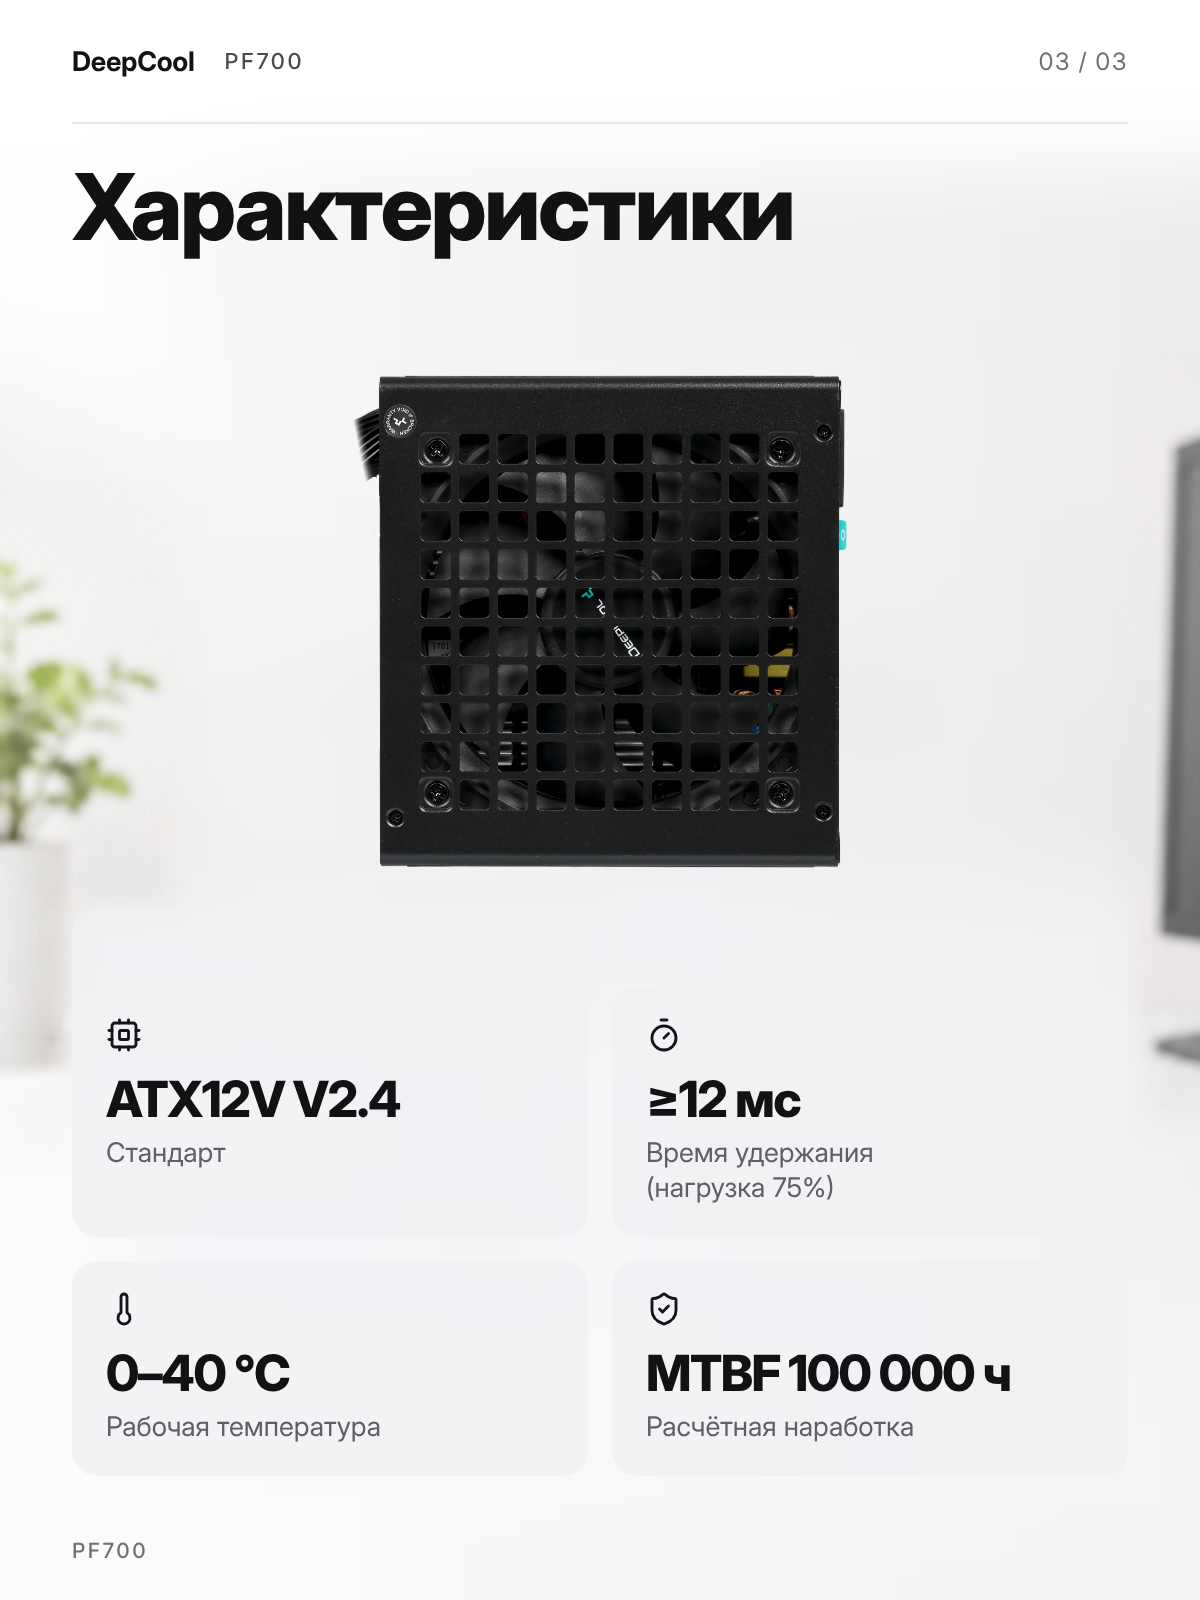 DeepCool PF700 03 / 03
Характеристики
ATX12V V2.4
Стандарт
≥12 мс
Время удержания
(нагрузка 75%)
0–40 °C
Рабочая температура
MTBF 100 000 ч
Расчётная наработка
PF700